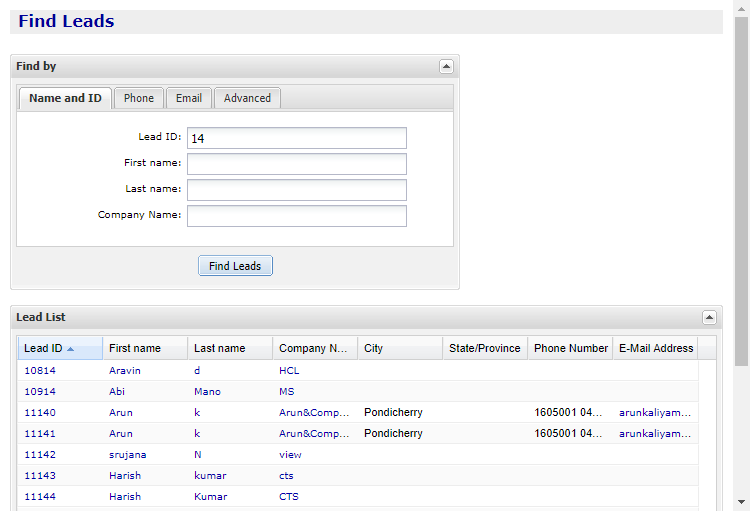 Find Leads
Find by
Name and ID Phone Email Advanced
Lead ID: 14
First name:
Last name:
Company Name:
Find Leads
Lead List
Lead ID First name Last name Company N... City State/Province Phone Number E-Mail Address
10814 Aravin d HCL
10914 Abi Mano MS
11140 Arun k Arun&Comp... Pondicherry 1605001 04... arunkaliyam...
11141 Arun k Arun&Comp... Pondicherry 1605001 04... arunkaliyam...
11142 srujana N view
11143 Harish kumar cts
11144 Harish Kumar CTS